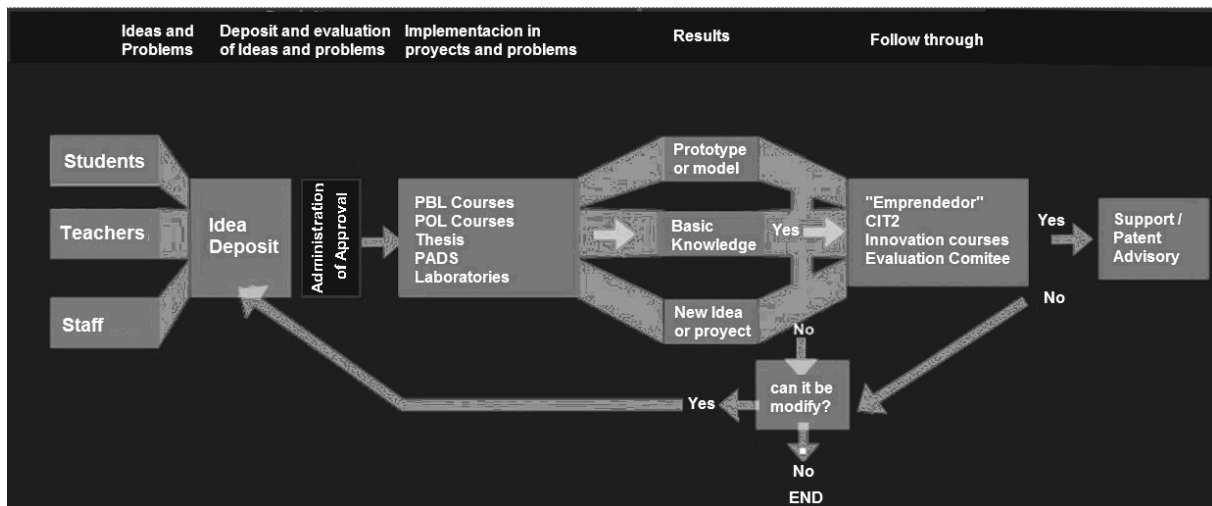 Ideas and
Problems
Deposit and evaluation
of Ideas and problems
Implementacion in
proyects and problems
Results
Follow through
Students
Teachers
Staff
Idea
Deposit
Administration
of Approval
PBL Courses
POL Courses
Thesis
PADS
Laboratories
Prototype
or model
Basic
Knowledge
New Idea
or proyect
Yes
No
"Emprendedor"
CIT2
Innovation courses
Evaluation Comitee
Yes
No
Support /
Patent
Advisory
can it be
modify?
Yes
No
END